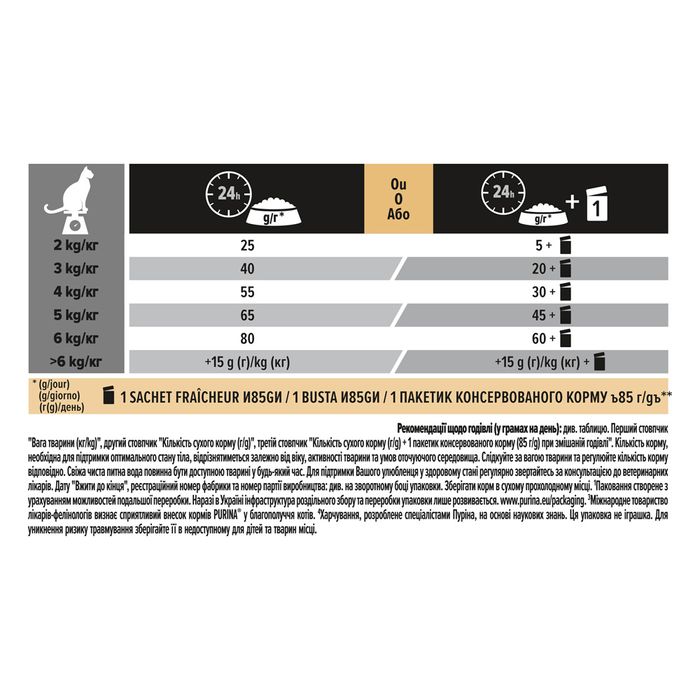 24h g/г* Ou О Або 24h g/г + 1
2 kg/кг 25 5 +
3 kg/кг 40 20 +
4 kg/кг 55 30 +
5 kg/кг 65 45 +
6 kg/кг 80 60 +
>6 kg/кг +15 g (г)/kg (кг) +15 g (г)/kg (кг) +
* (g/jour)
(g/giorno)
(г(g)/день)
1 SACHET FRAÎCHEUR И85GИ / 1 BUSTA И85GИ / 1 ПАКЕТИК КОНСЕРВОВАНОГО КОРМУ ъ85 г/gъ**
Рекомендації щодо годівлі (у грамах на день): див. таблицю. Перший стовпчик
"Вага тварини (кг/kg)", другий стовпчик "Кількість сухого корму (г/g)", третій стовпчик "Кількість сухого корму (г/g) + 1 пакетик консервованого корму (85 г/g) при змішаній годівлі". Кількість корму,
необхідна для підтримки оптимального стану тіла, відрізнятиметься залежно від віку, активності тварини та умов оточуючого середовища. Слідкуйте за вагою тварини та регулюйте кількість корму
відповідно. Свіжа чиста питна вода повинна бути доступною тварині у будь-який час. Для підтримки Вашого улюбленця у здоровому стані регулярно звертайтесь за консультацією до ветеринарних
лікарів. Дату "Вжити до кінця", реєстраційний номер та номер партії виробництва: див. на зворотному боці упаковки. Зберігати корм в сухому прохолодному місці. ¹Паковання створене з
урахуванням можливостей подальшої переробки. Наразі в Україні інфраструктура роздільного збору та переробки упаковки лише розвивається. www.purina.eu/packaging. ³Міжнародне товариство
лікарів-фелінологів визнає сприятливий внесок кормів PURINA® у благополуччя котів. ⁴Харчування, розроблене спеціалістами Пуріна, на основі наукових знань. Ця упаковка не іграшка. Для
уникнення ризику травмування зберігайте її в недоступному для дітей та тварин місці.